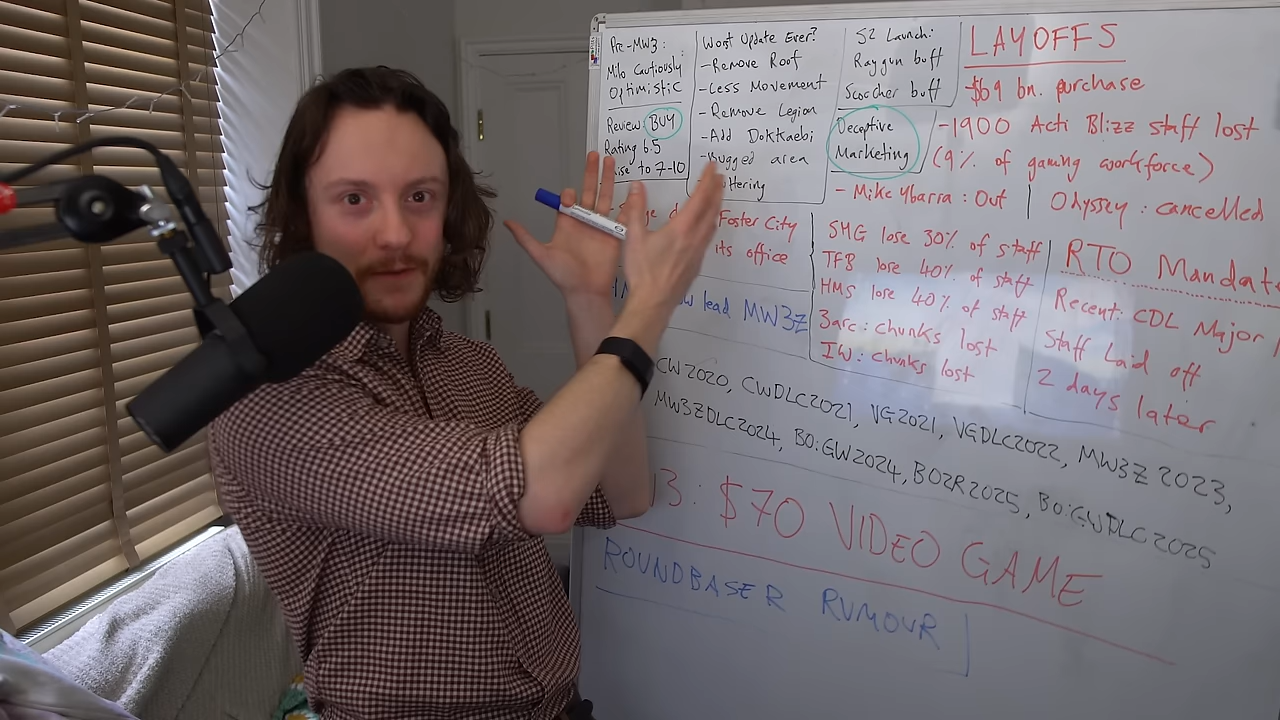 Pre-MW3:
Milo Cautiously
Optimistic
Review BUY
Rating 6.5
to 7-10
Worst Update Ever?
-Remove Roof
-Less Movement
-Remove Legion
-Add Dokkaebi
area
S2 Launch:
Raygun buff
Scorcher buff
Deceptive
Marketing
LAYOFFS
$69 bn. purchase
-1900 Acti Blizz staff lost
(9% of gaming workforce)
- Mike Ybarra : Out
Odyssey : cancelled
Foster City
its office
lead MW3Z
SHG lose 30% of staff
TFB lose 40% of staff
HMS lose 40% of staff
3arc: chunks lost
IW: chunks lost
RTO Mandat
Recent: CDL Major
Staff laid off
2 days later
CW2020, CWDLC2021, VG2021, VGDLC2022, MW3Z 2023,
MW3ZDLC2024, BO:GW2024, BO2R2025, BO:GWDLC2025
3: $70 VIDEO GAME
ROUNDBASER RUMOUR